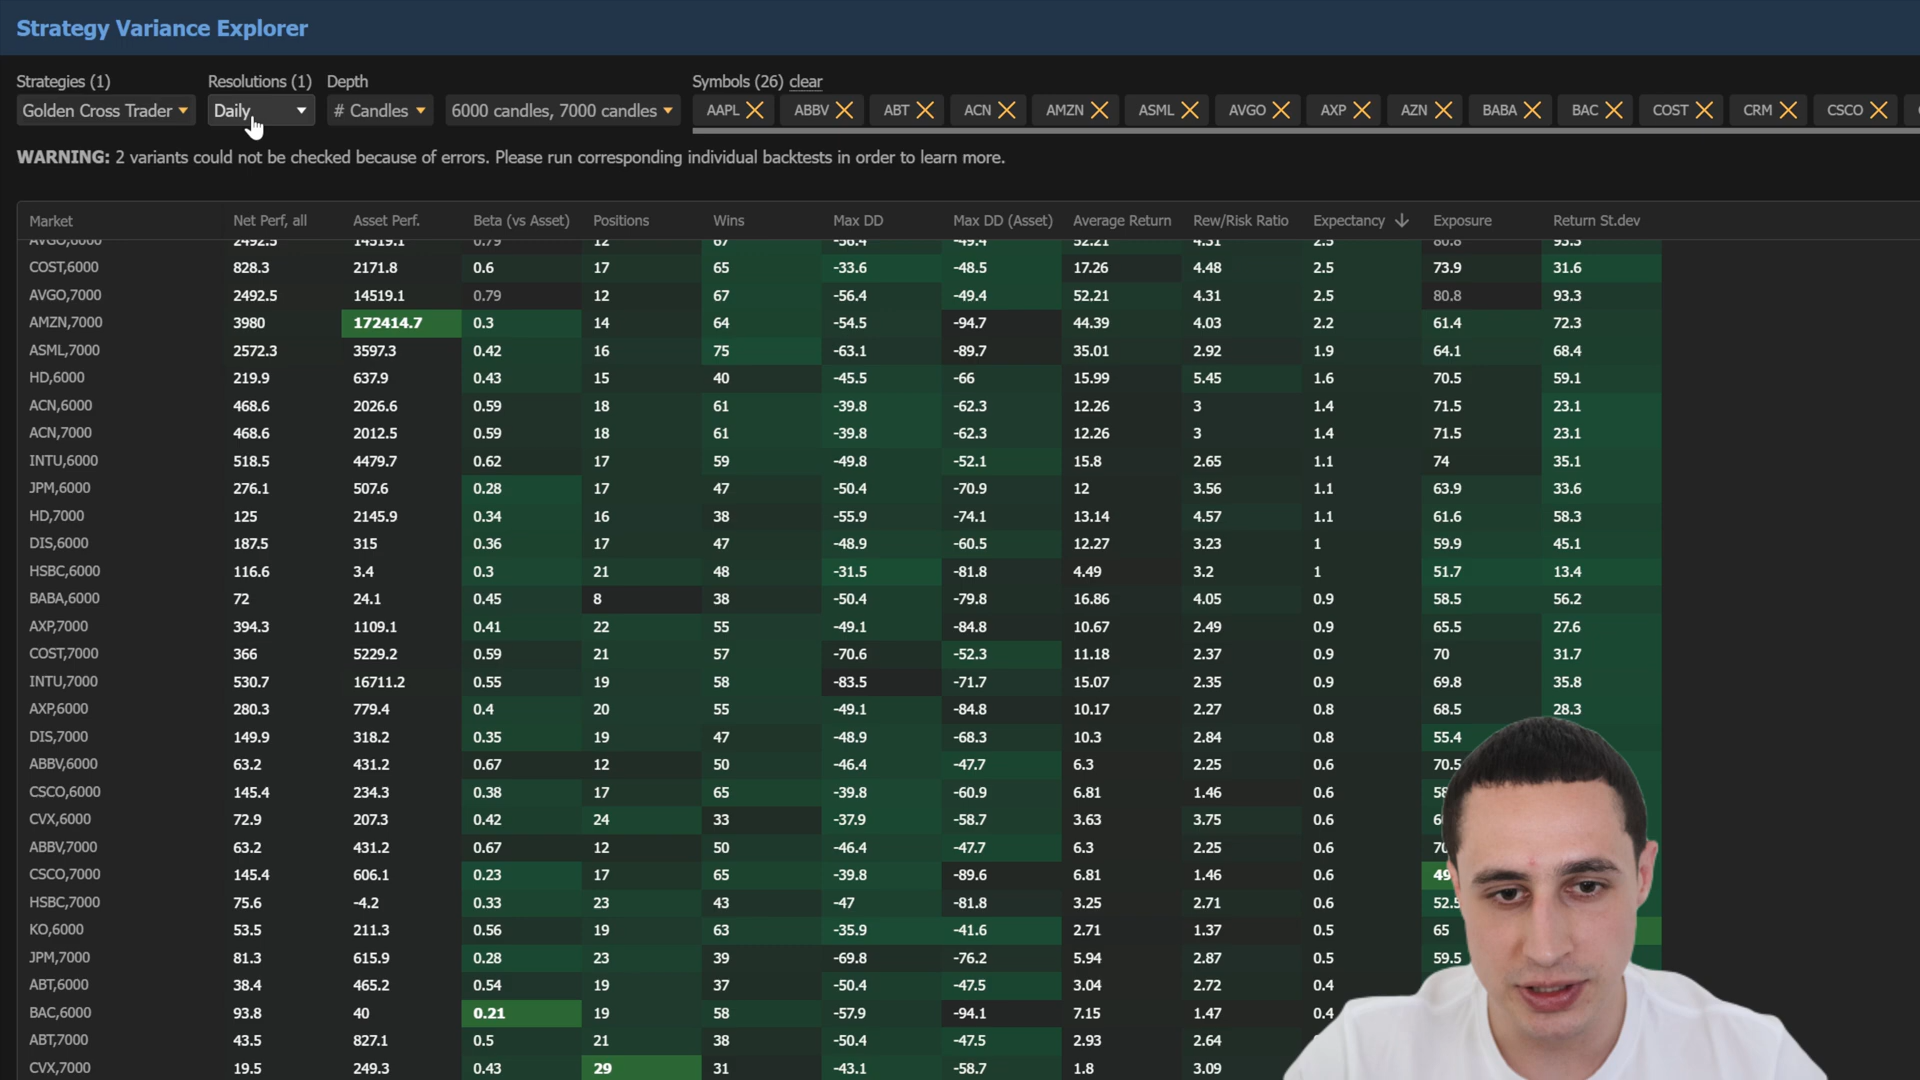 Strategy Variance Explorer
Strategies (1) Resolutions (1) Depth Symbols (26) clear
Golden Cross Trader Daily # Candles 6000 candles, 7000 candles AAPL ABBV ABT ACN AMZN ASML AVGO AXP AZN BABA BAC COST CRM CSCO
WARNING: 2 variants could not be checked because of errors. Please run corresponding individual backtests in order to learn more.
Market Net Perf, all Asset Perf. Beta (vs Asset) Positions Wins Max DD Max DD (Asset) Average Return Rew/Risk Ratio Expectancy Exposure Return St.dev
AVGO,6000 2492.5 14519.1 0.79 12 67 -56.4 -49.4 52.21 4.31 2.5 80.8 93.3
COST,6000 828.3 2171.8 0.6 17 65 -33.6 -48.5 17.26 4.48 2.5 73.9 31.6
AVGO,7000 2492.5 14519.1 0.79 12 67 -56.4 -49.4 52.21 4.31 2.5 80.8 93.3
AMZN,7000 3980 172414.7 0.3 14 64 -54.5 -94.7 44.39 4.03 2.2 61.4 72.3
ASML,7000 2572.3 3597.3 0.42 16 75 -63.1 -89.7 35.01 2.92 1.9 64.1 68.4
HD,6000 219.9 637.9 0.43 15 40 -45.5 -66 15.99 5.45 1.6 70.5 59.1
ACN,6000 468.6 2026.6 0.59 18 61 -39.8 -62.3 12.26 3 1.4 71.5 23.1
ACN,7000 468.6 2012.5 0.59 18 61 -39.8 -62.3 12.26 3 1.4 71.5 23.1
INTU,6000 518.5 4479.7 0.62 17 59 -49.8 -52.1 15.8 2.65 1.1 74 35.1
JPM,6000 276.1 507.6 0.28 17 47 -50.4 -70.9 12 3.56 1.1 63.9 33.6
HD,7000 125 2145.9 0.34 16 38 -55.9 -74.1 13.14 4.57 1.1 61.6 58.3
DIS,6000 187.5 315 0.36 17 47 -48.9 -60.5 12.27 3.23 1 59.9 45.1
HSBC,6000 116.6 3.4 0.3 21 48 -31.5 -81.8 4.49 3.2 1 51.7 13.4
BABA,6000 72 24.1 0.45 8 38 -50.4 -79.8 16.86 4.05 0.9 58.5 56.2
AXP,7000 394.3 1109.1 0.41 22 55 -49.1 -84.8 10.67 2.49 0.9 65.5 27.6
COST,7000 366 5229.2 0.59 21 57 -70.6 -52.3 11.18 2.37 0.9 70 31.7
INTU,7000 530.7 16711.2 0.55 19 58 -83.5 -71.7 15.07 2.35 0.9 69.8 35.8
AXP,6000 280.3 779.4 0.4 20 55 -49.1 -84.8 10.17 2.27 0.8 68.5 28.3
DIS,7000 149.9 318.2 0.35 19 47 -48.9 -68.3 10.3 2.84 0.8 55.4
ABBV,6000 63.2 431.2 0.67 12 50 -46.4 -47.7 6.3 2.25 0.6 70.5
CSCO,6000 145.4 234.3 0.38 17 65 -39.8 -60.9 6.81 1.46 0.6
CVX,6000 72.9 207.3 0.42 24 33 -37.9 -58.7 3.63 3.75 0.6
ABBV,7000 63.2 431.2 0.67 12 50 -46.4 -47.7 6.3 2.25 0.6
CSCO,7000 145.4 606.1 0.23 17 65 -39.8 -89.6 6.81 1.46 0.6 49
HSBC,7000 75.6 -4.2 0.33 23 43 -47 -81.8 3.25 2.71 0.6 52.5
KO,6000 53.5 211.3 0.56 19 63 -35.9 -41.6 2.71 1.37 0.5 65
JPM,7000 81.3 615.9 0.28 23 39 -69.8 -76.2 5.94 2.87 0.5 59.5
ABT,6000 38.4 465.2 0.54 19 37 -50.4 -47.5 3.04 2.72 0.4
BAC,6000 93.8 40 0.21 19 58 -57.9 -94.1 7.15 1.47 0.4
ABT,7000 43.5 827.1 0.5 21 38 -50.4 -47.5 2.93 2.64
CVX,7000 19.5 249.3 0.43 29 31 -43.1 -58.7 1.8 3.09